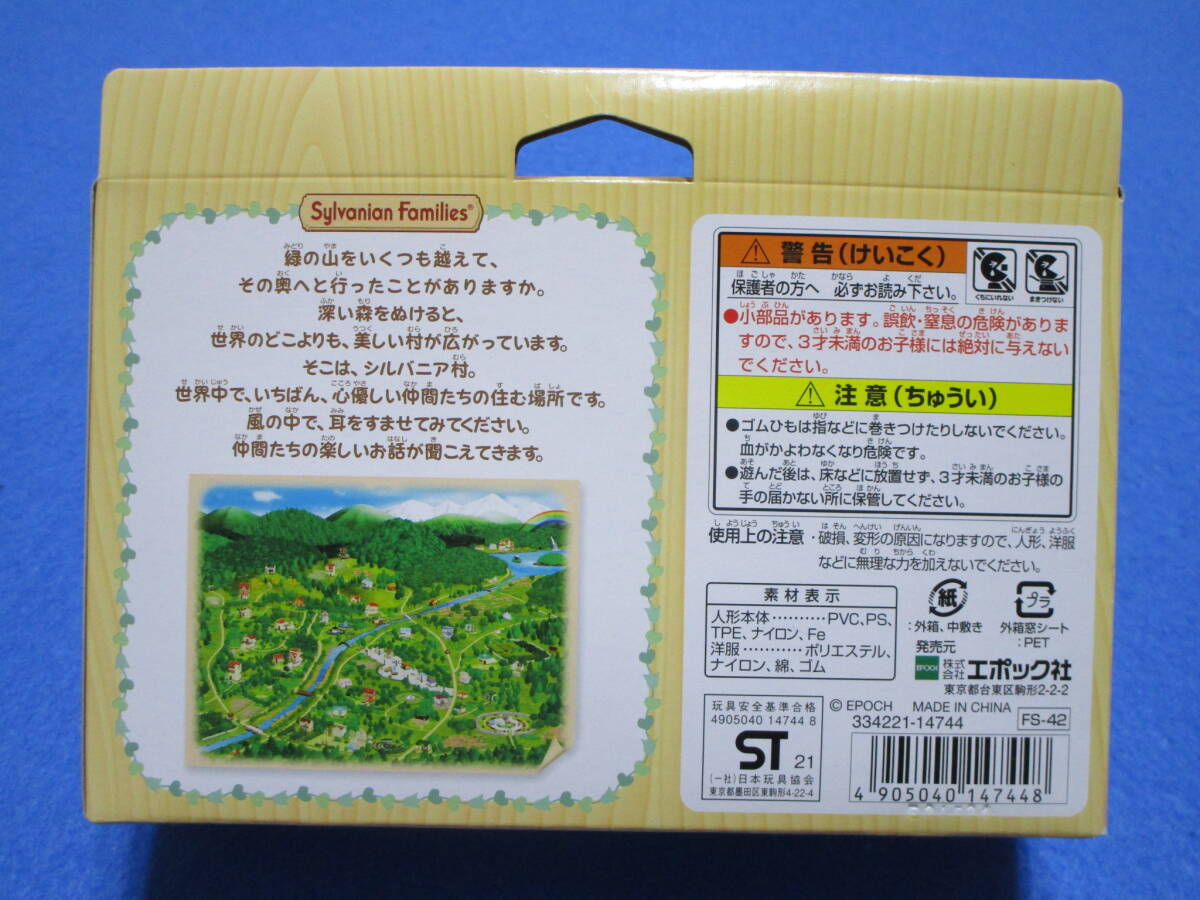 Sylvanian Families®
緑の山をいくつも越えて、
その奥へと行ったことがありますか。
深い森をぬけると、
世界のどこよりも、美しい村が広がっています。
そこは、シルバニア村。
世界中で、いちばん、心優しい仲間たちの住む場所です。
風の中で、耳をすませてみてください。
仲間たちの楽しいお話が聞こえてきます。
警告(けいこく)
保護者の方へ 必ずお読み下さい。
くちにいれない
まきつけない
●小部品があります。誤飲・窒息の危険がありま
すので、3才未満のお子様には絶対に与えない
でください。
注意(ちゅうい)
●ゴムひもは指などに巻きつけたりしないでください。
血がかよわなくなり危険です。
●遊んだ後は、床などに放置せず、3才未満のお子様の
手の届かない所に保管してください。
使用上の注意・破損、変形の原因になりますので、人形、洋服
などに無理な力を加えないでください。
素材表示
人形本体‥‥‥‥‥PVC、PS、
TPE、ナイロン、Fe
洋服‥‥‥‥‥ポリエステル、
ナイロン、綿、ゴム
紙
:外箱、中敷き
プラ
外箱窓シート
:PET
発売元
EPOCH 株式会社エポック社
東京都台東区駒形2-2-2
玩具安全基準合格
4905040 14744 8
ST 21
(一社)日本玩具協会
東京都墨田区東駒形4-22-4
© EPOCH MADE IN CHINA
334221-14744 FS-42
4 905040 147448